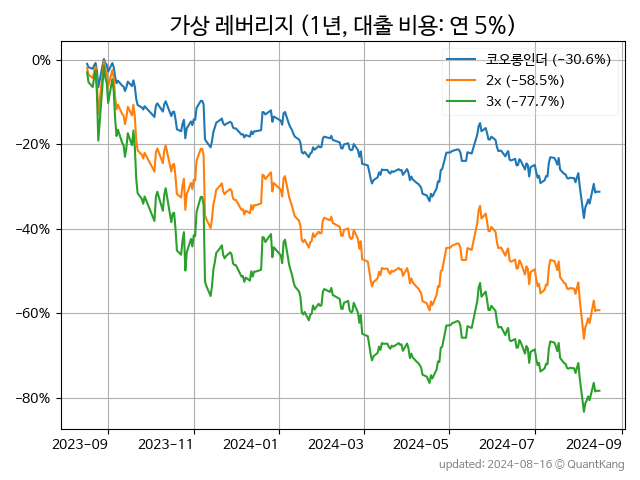 가상 레버리지 (1년, 대출 비용: 연 5%)
코오롱인더 (−30.6%)
2x (−58.5%)
3x (−77.7%)
0%
−20%
−40%
−60%
−80%
2023-09 2023-11 2024-01 2024-03 2024-05 2024-07 2024-09
updated: 2024-08-16 © QuantKang